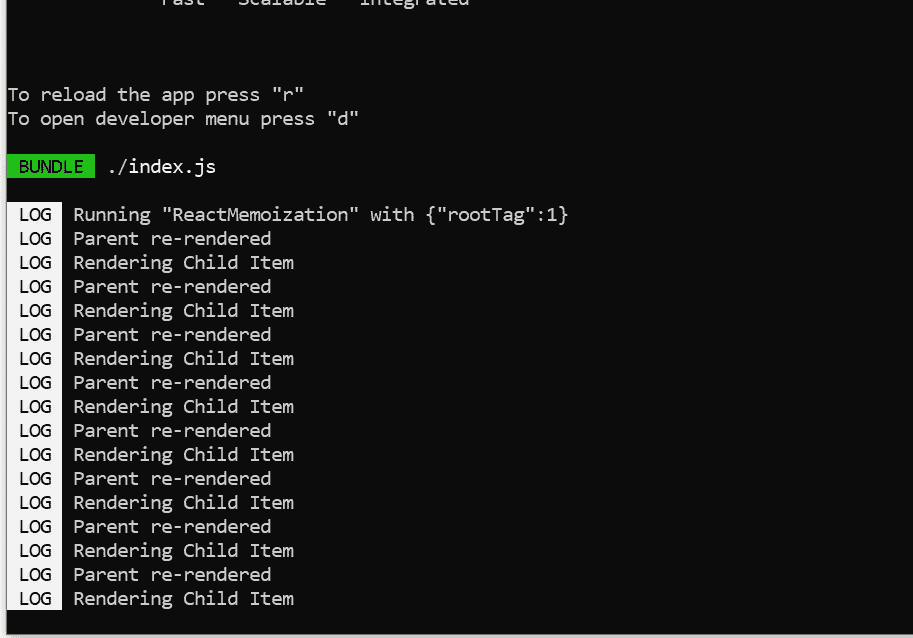 Fast - Scalable - Integrated
To reload the app press "r"
To open developer menu press "d"
BUNDLE ./index.js
LOG Running "ReactMemoization" with {"rootTag":1}
LOG Parent re-rendered
LOG Rendering Child Item
LOG Parent re-rendered
LOG Rendering Child Item
LOG Parent re-rendered
LOG Rendering Child Item
LOG Parent re-rendered
LOG Rendering Child Item
LOG Parent re-rendered
LOG Rendering Child Item
LOG Parent re-rendered
LOG Rendering Child Item
LOG Parent re-rendered
LOG Rendering Child Item
LOG Parent re-rendered
LOG Rendering Child Item